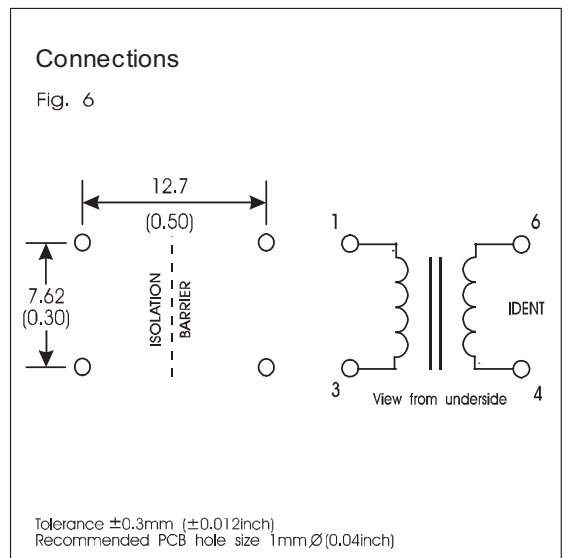 Connections
Fig. 6
12.7
(0.50)
7.62
(0.30)
ISOLATION
BARRIER
1
6
IDENT
3
4
View from underside
Tolerance ±0.3mm (±0.012inch)
Recommended PCB hole size 1mmØ(0.04inch)